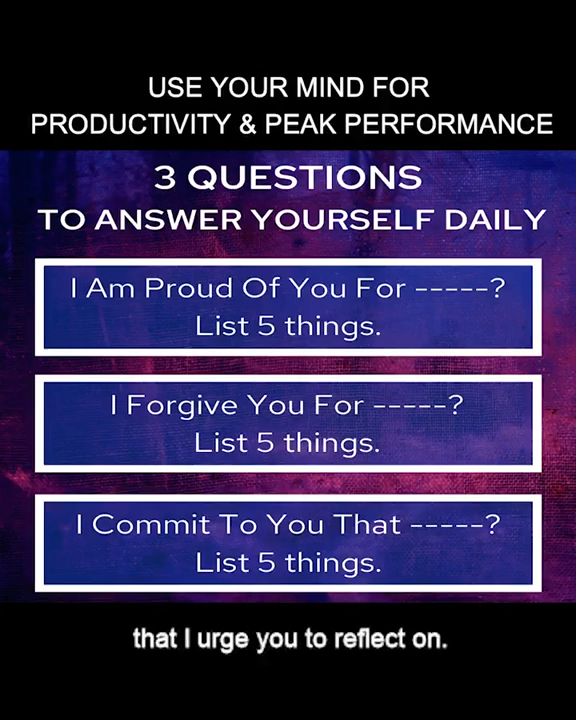 USE YOUR MIND FOR
PRODUCTIVITY & PEAK PERFORMANCE
3 QUESTIONS
TO ANSWER YOURSELF DAILY
I Am Proud Of You For -----?
List 5 things.
I Forgive You For -----?
List 5 things.
I Commit To You That -----?
List 5 things.
that I urge you to reflect on.